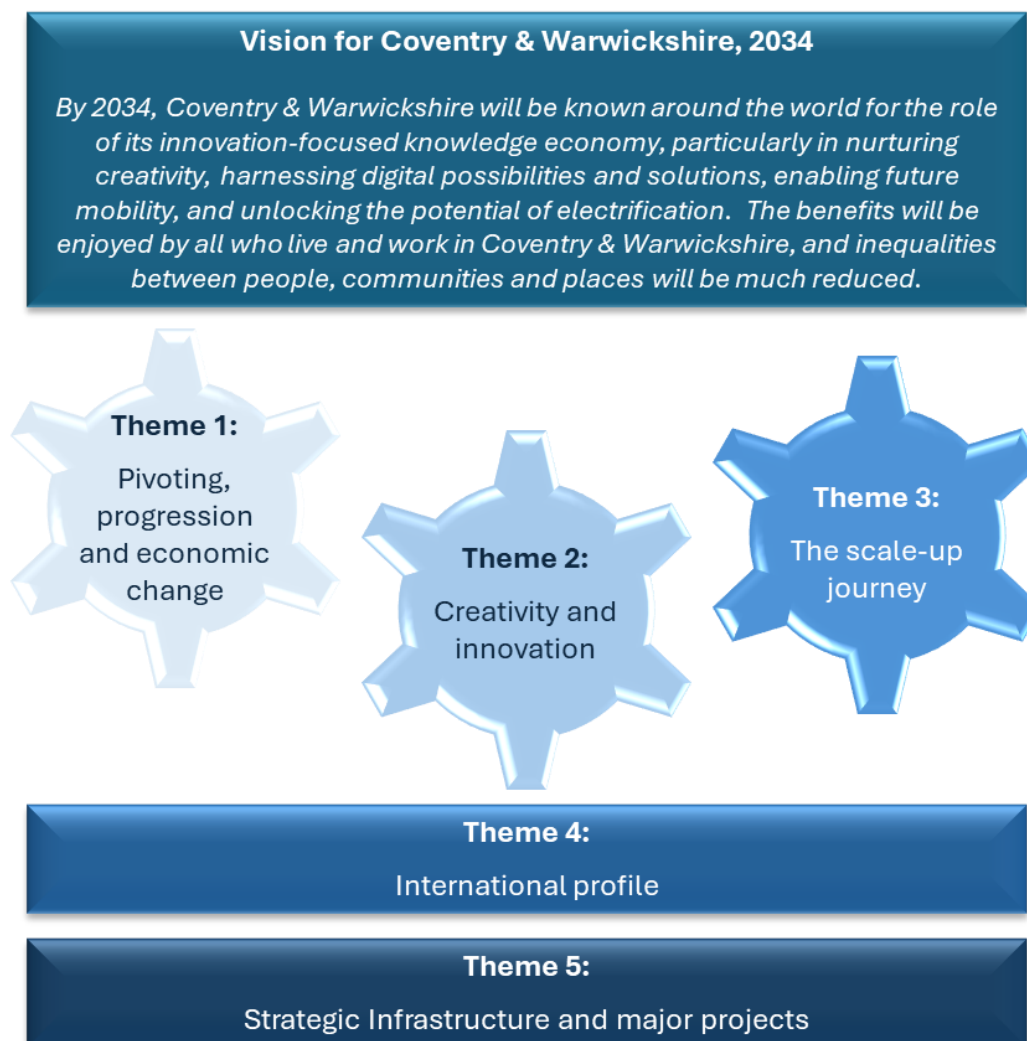 Vision for Coventry & Warwickshire, 2034
By 2034, Coventry & Warwickshire will be known around the world for the role
of its innovation-focused knowledge economy, particularly in nurturing
creativity, harnessing digital possibilities and solutions, enabling future
mobility, and unlocking the potential of electrification.  The benefits will be
enjoyed by all who live and work in Coventry & Warwickshire, and inequalities
between people, communities and places will be much reduced.
Theme 1:
Pivoting,
progression
and economic
change
Theme 2:
Creativity and
innovation
Theme 3:
The scale-up
journey
Theme 4:
International profile
Theme 5:
Strategic Infrastructure and major projects